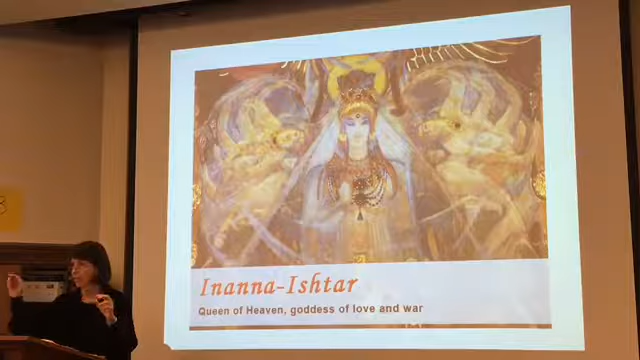 Inanna-Ishtar
Queen of Heaven, goddess of love and war